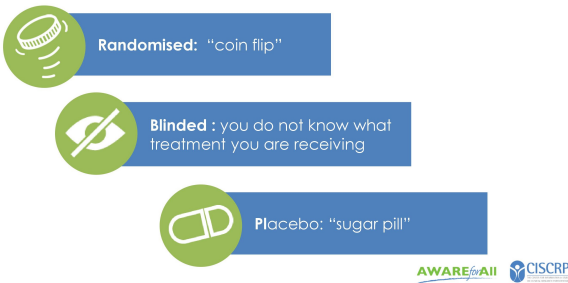 Randomised: “coin flip”
Blinded : you do not know what
treatment you are receiving
Placebo: “sugar pill”
AWARE for All
CISCRP